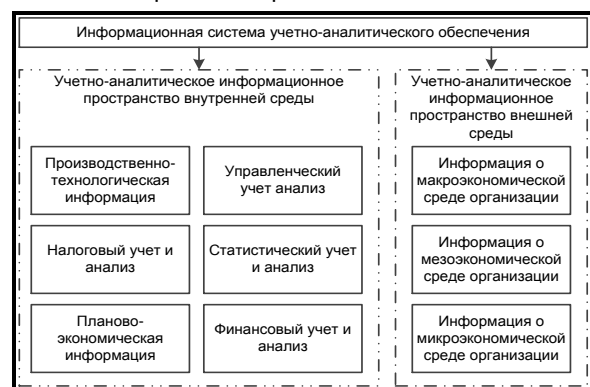 Информационная система учетно-аналитического обеспечения
Учетно-аналитическое информационное
пространство внутренней среды
Производственно-
технологическая
информация
Управленческий
учет анализ
Налоговый учет и
анализ
Статистический учет
и анализ
Планово-
экономическая
информация
Финансовый учет и
анализ
Учетно-аналитическое
информационное
пространство внешней
среды
Информация о
макроэкономической
среде организации
Информация о
мезоэкономической
среде организации
Информация о
микроэкономической
среде организации